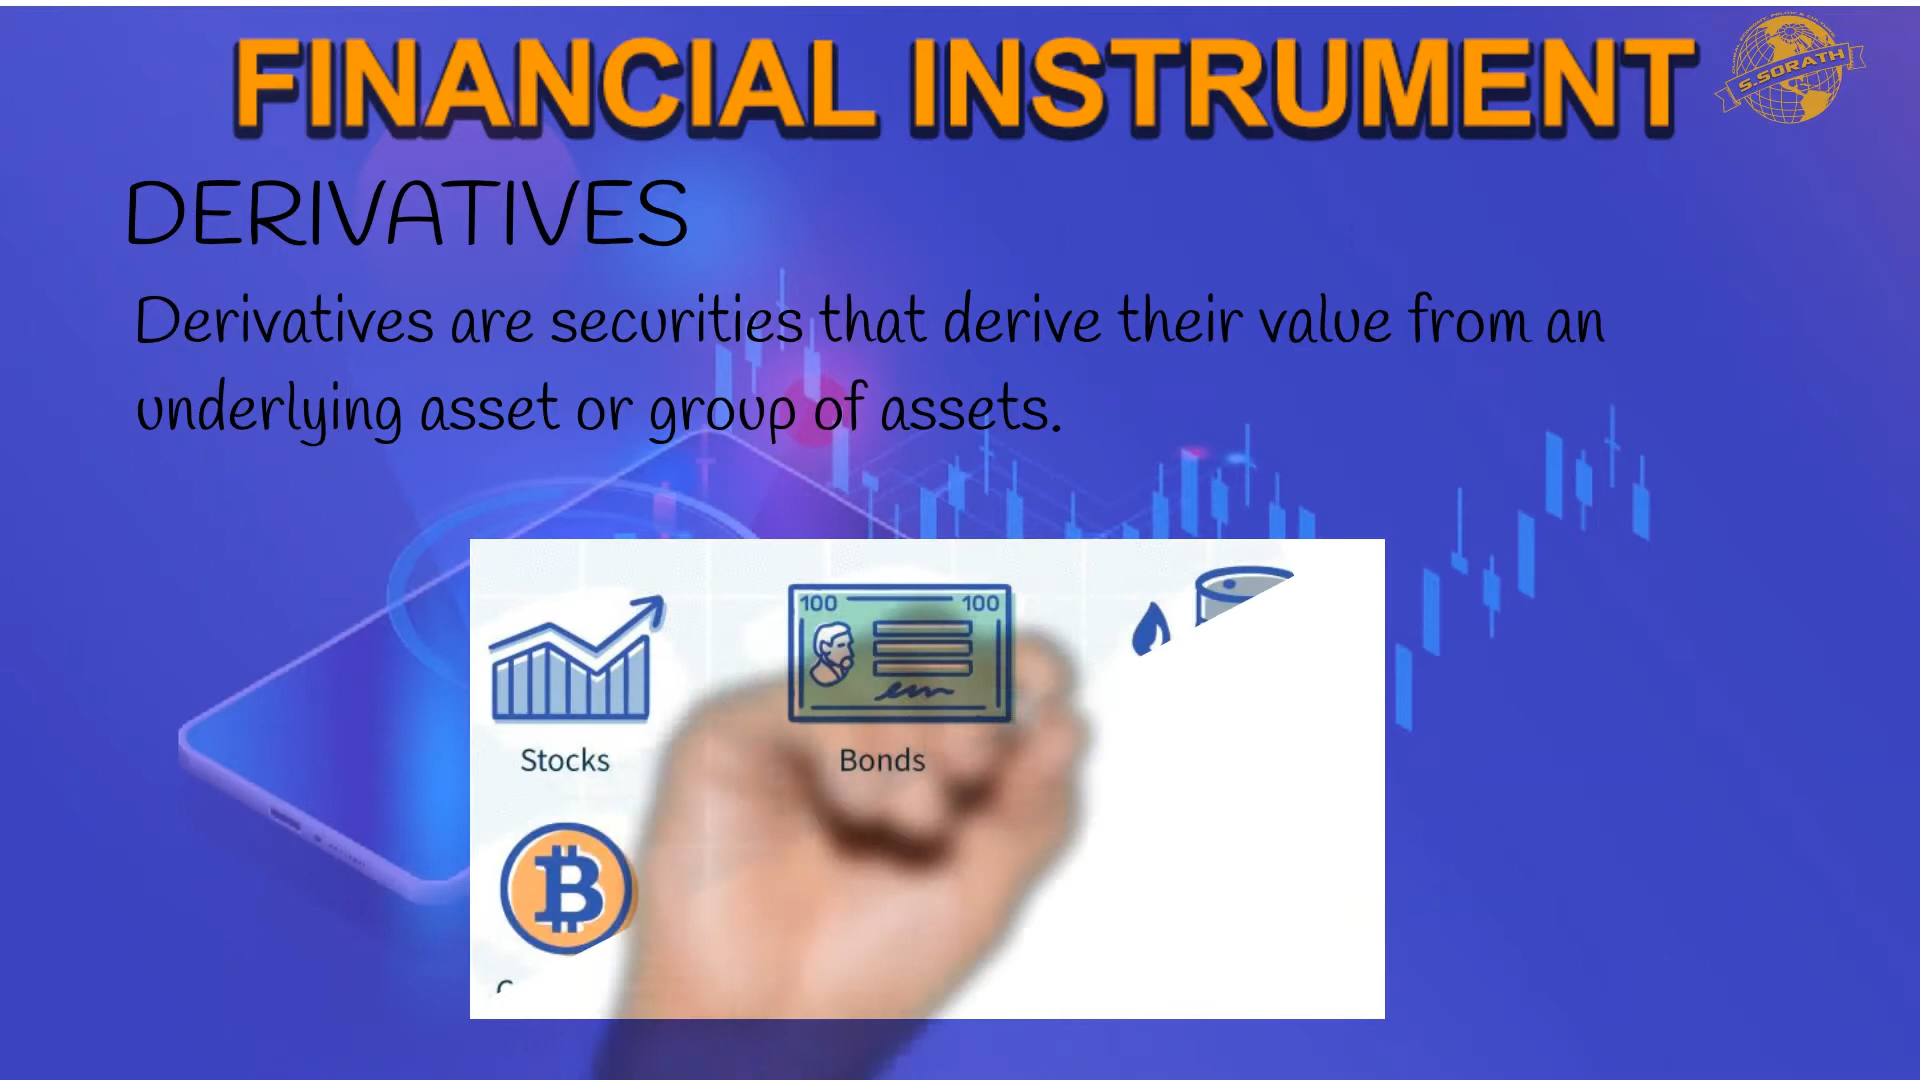 FINANCIAL INSTRUMENT
S.SORATH
DERIVATIVES
Derivatives are securities that derive their value from an
underlying asset or group of assets.
100 100
Stocks
Bonds